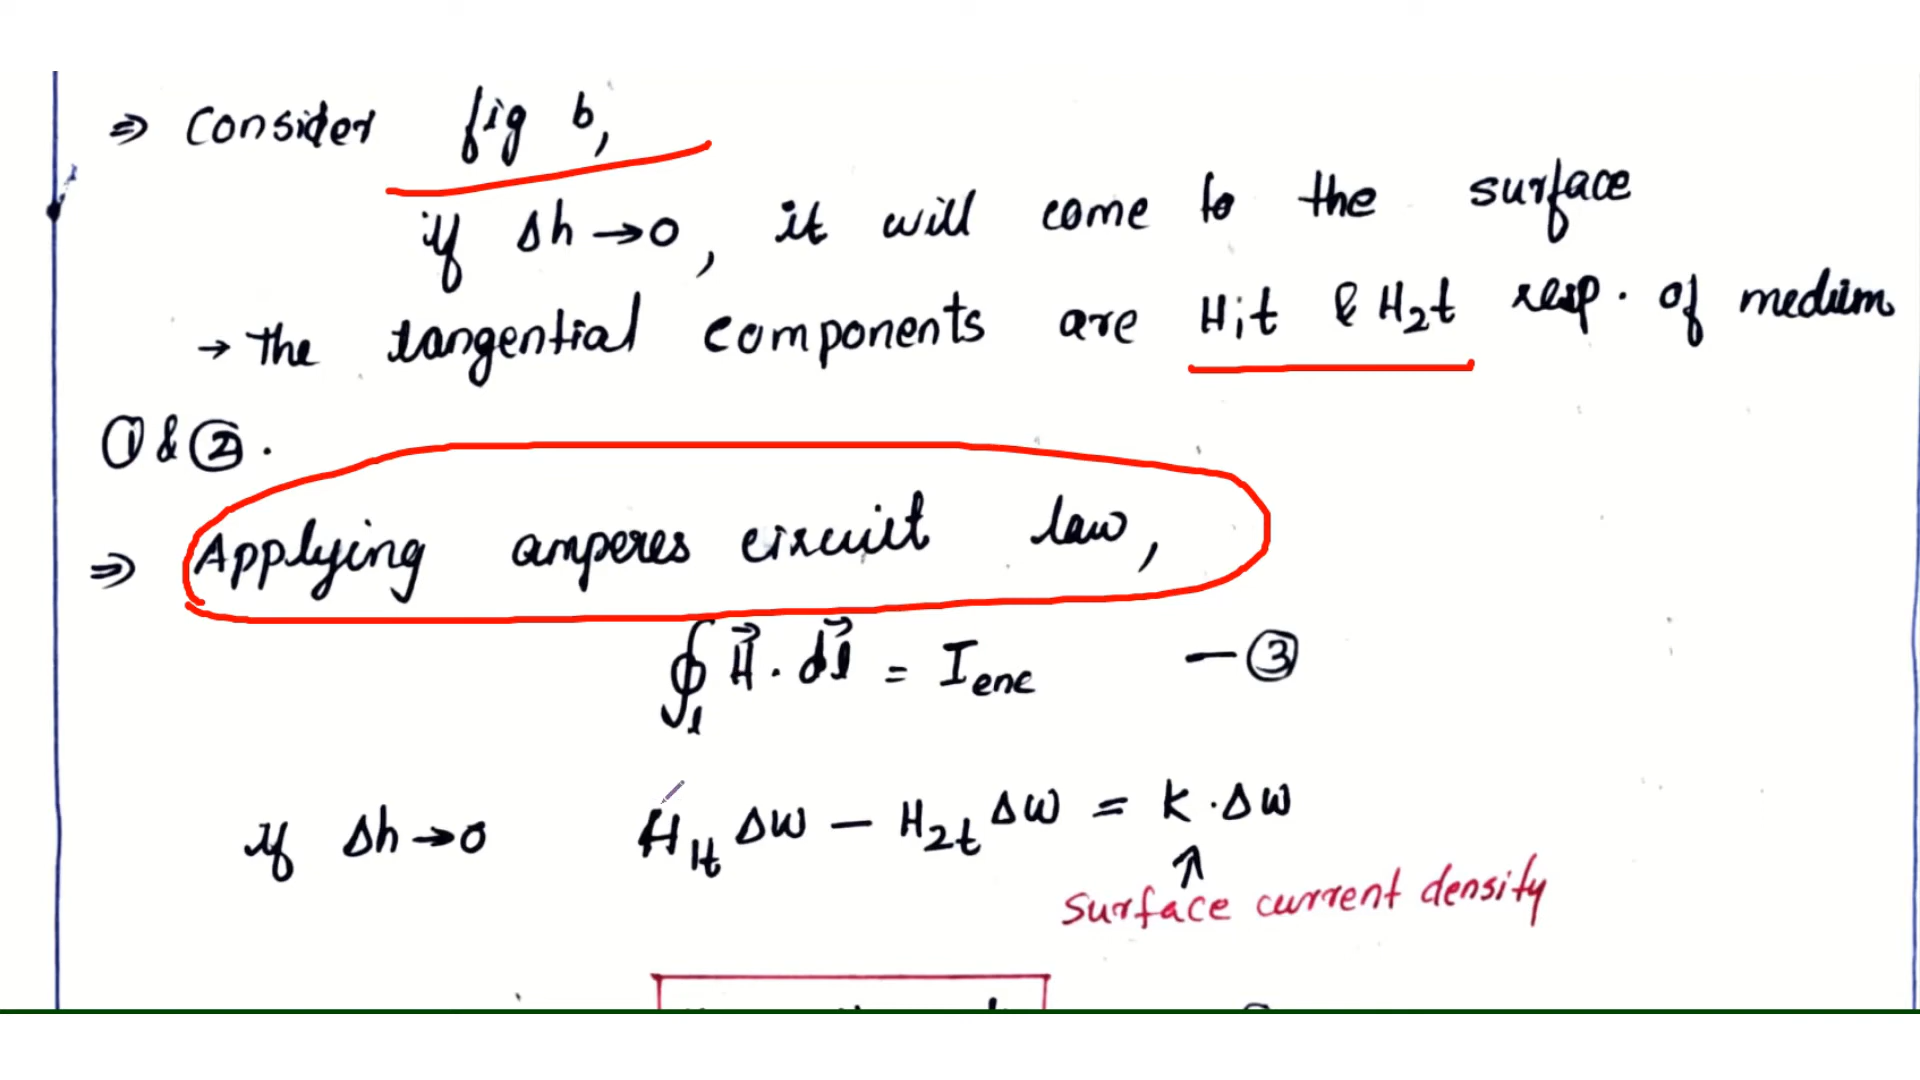 ⇒ Consider fig b,
if Δh → 0, it will come to the surface
→ the tangential components are H1t & H2t resp. of medium
① & ②.
⇒ Applying amperes circuit law,
∮l H⃗ . dl⃗ = Ienc — ③
if Δh → 0 H1t Δw — H2t Δw = K . Δw
↑
Surface current density